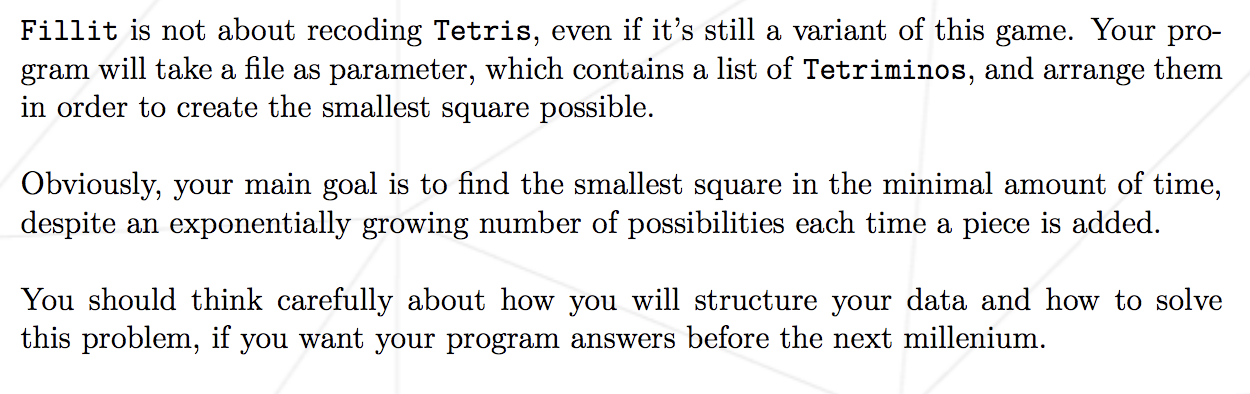 Fillit is not about recoding Tetris, even if it’s still a variant of this game. Your pro-
gram will take a file as parameter, which contains a list of Tetriminos, and arrange them
in order to create the smallest square possible.
Obviously, your main goal is to find the smallest square in the minimal amount of time,
despite an exponentially growing number of possibilities each time a piece is added.
You should think carefully about how you will structure your data and how to solve
this problem, if you want your program answers before the next millenium.